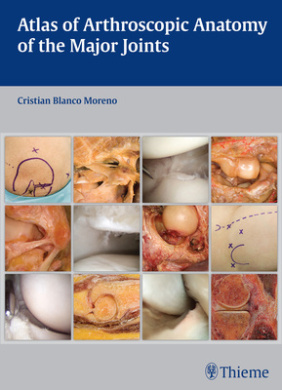 Atlas of Arthroscopic Anatomy
of the Major Joints
Cristian Blanco Moreno
Thieme